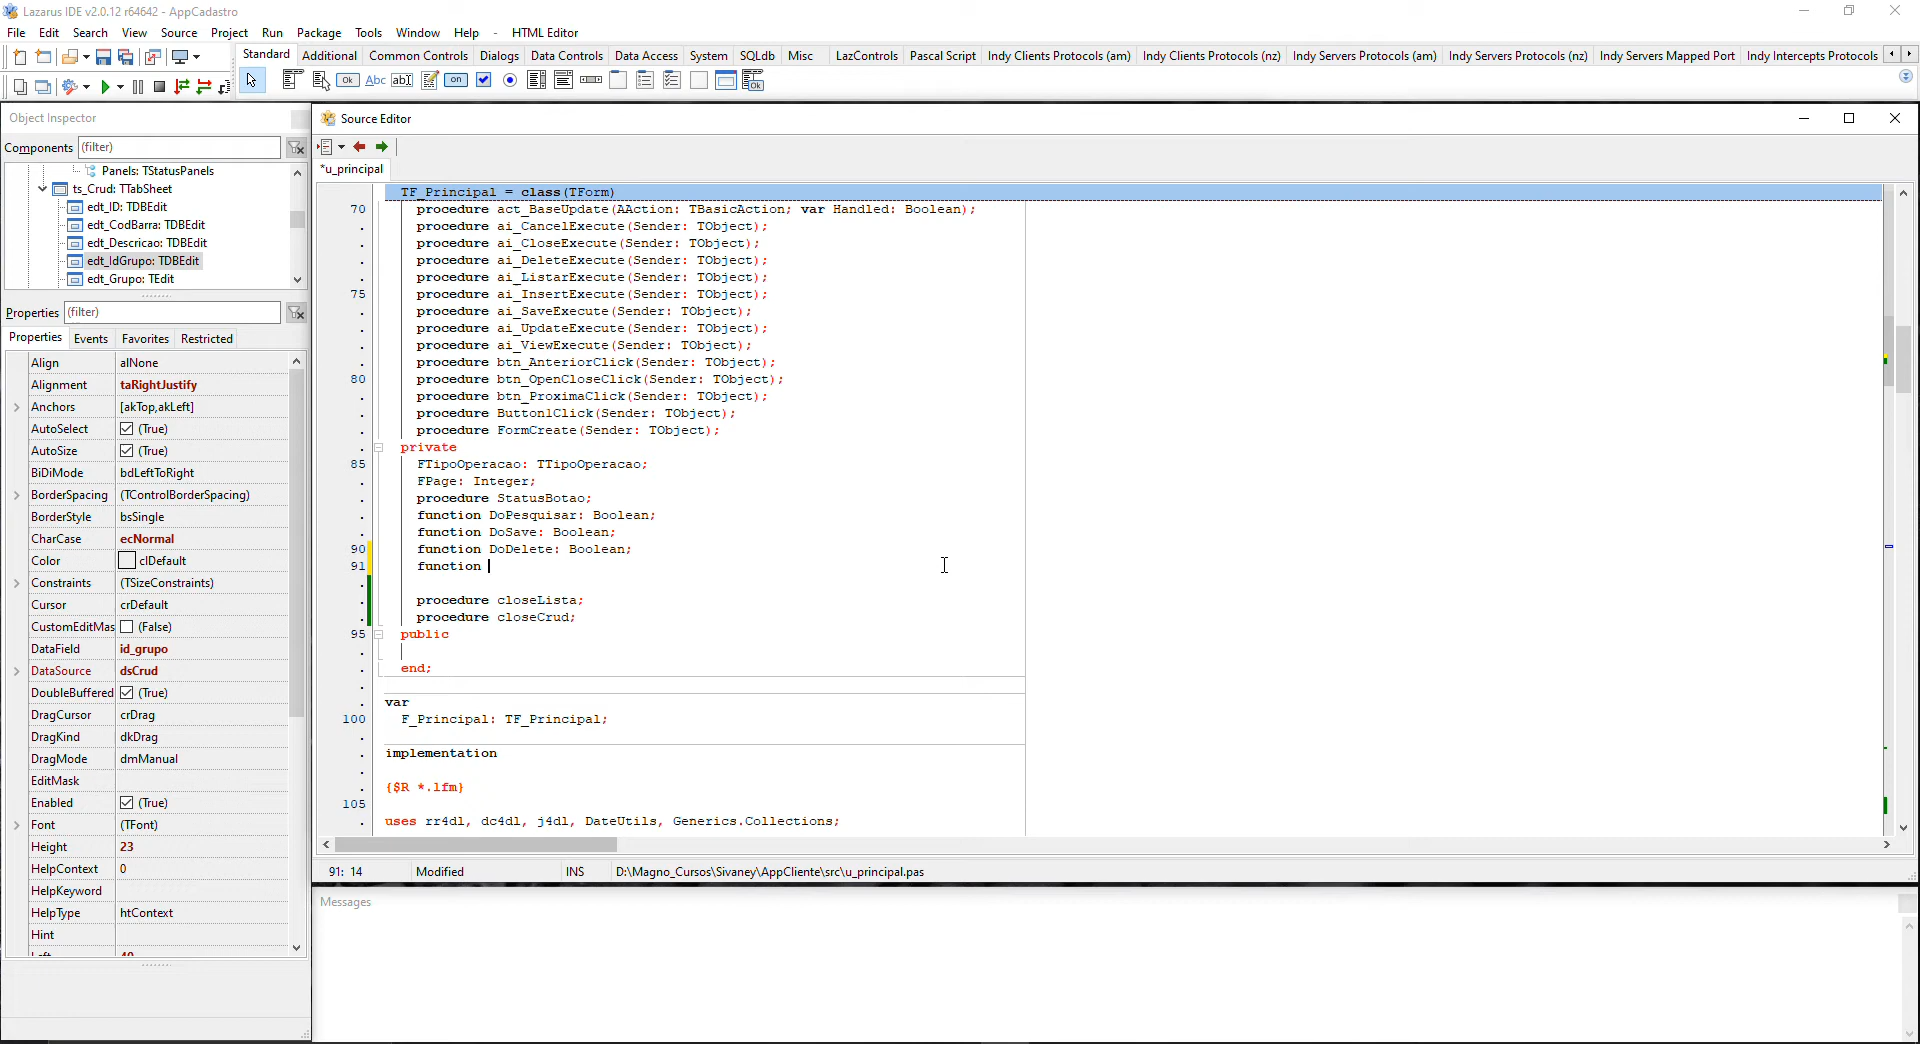 Lazarus IDE v2.0.12 r64642 - AppCadastro
File Edit Search View Source Project Run Package Tools Window Help - HTML Editor
Standard Additional Common Controls Dialogs Data Controls Data Access System SQLdb Misc LazControls Pascal Script Indy Clients Protocols (am) Indy Clients Protocols (nz) Indy Servers Protocols (am) Indy Servers Protocols (nz) Indy Servers Mapped Port Indy Intercepts Protocols
Ok Abc ab on Ok
Object Inspector
Components (filter)
Panels: TStatusPanels
ts_Crud: TTabSheet
edt_ID: TDBEdit
edt_CodBarra: TDBEdit
edt_Descricao: TDBEdit
edt_IdGrupo: TDBEdit
edt_Grupo: TEdit
Properties (filter)
Properties Events Favorites Restricted
Align alNone
Alignment taRightJustify
Anchors [akTop,akLeft]
AutoSelect (True)
AutoSize (True)
BiDiMode bdLeftToRight
BorderSpacing (TControlBorderSpacing)
BorderStyle bsSingle
CharCase ecNormal
Color clDefault
Constraints (TSizeConstraints)
Cursor crDefault
CustomEditMas (False)
DataField id_grupo
DataSource dsCrud
DoubleBuffered (True)
DragCursor crDrag
DragKind dkDrag
DragMode dmManual
EditMask
Enabled (True)
Font (TFont)
Height 23
HelpContext 0
HelpKeyword
HelpType htContext
Hint
Left 40
Source Editor
*u_principal
TF_Principal = class(TForm)
70 procedure act_BaseUpdate(AAction: TBasicAction; var Handled: Boolean);
procedure ai_CancelExecute(Sender: TObject);
procedure ai_CloseExecute(Sender: TObject);
procedure ai_DeleteExecute(Sender: TObject);
procedure ai_ListarExecute(Sender: TObject);
75 procedure ai_InsertExecute(Sender: TObject);
procedure ai_SaveExecute(Sender: TObject);
procedure ai_UpdateExecute(Sender: TObject);
procedure ai_ViewExecute(Sender: TObject);
procedure btn_AnteriorClick(Sender: TObject);
80 procedure btn_OpenCloseClick(Sender: TObject);
procedure btn_ProximaClick(Sender: TObject);
procedure Button1Click(Sender: TObject);
procedure FormCreate(Sender: TObject);
private
85 FTipoOperacao: TTipoOperacao;
FPage: Integer;
procedure StatusBotao;
function DoPesquisar: Boolean;
function DoSave: Boolean;
90 function DoDelete: Boolean;
91 function
procedure closeLista;
procedure closeCrud;
95 public
end;
var
100 F_Principal: TF_Principal;
implementation
{$R *.lfm}
105
uses rr4dl, dc4dl, j4dl, DateUtils, Generics.Collections;
91: 14 Modified INS D:\Magno_Cursos\Sivaney\AppCliente\src\u_principal.pas
Messages